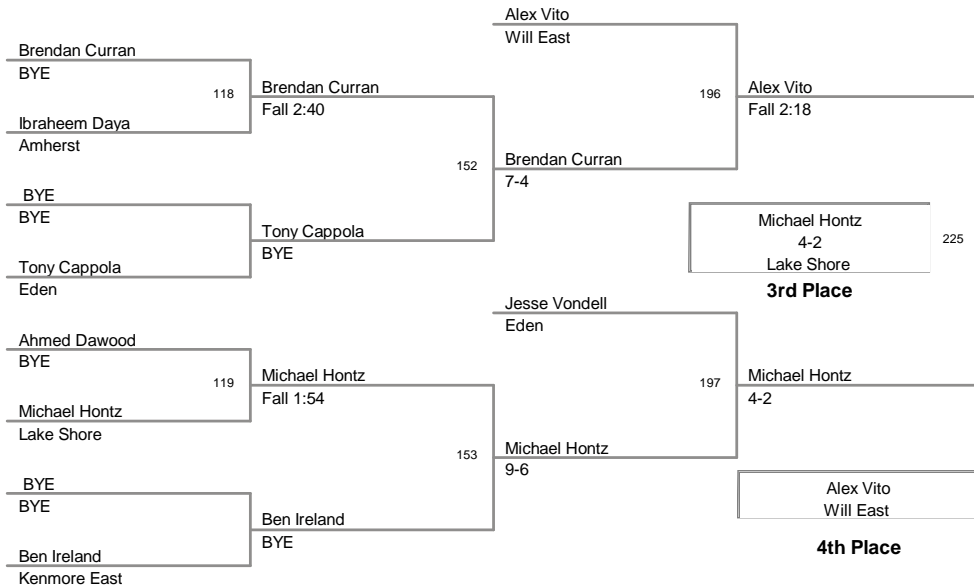 Alex Vito
Will East
Brendan Curran
BYE
118
Brendan Curran
Fall 2:40
196
Alex Vito
Fall 2:18
Ibraheem Daya
Amherst
152
Brendan Curran
7-4
BYE
BYE
Tony Cappola
BYE
Michael Hontz
4-2
Lake Shore
225
3rd Place
Tony Cappola
Eden
Jesse Vondell
Eden
Ahmed Dawood
BYE
119
Michael Hontz
Fall 1:54
197
Michael Hontz
4-2
Michael Hontz
Lake Shore
153
Michael Hontz
9-6
BYE
BYE
Ben Ireland
BYE
Alex Vito
Will East
4th Place
Ben Ireland
Kenmore East